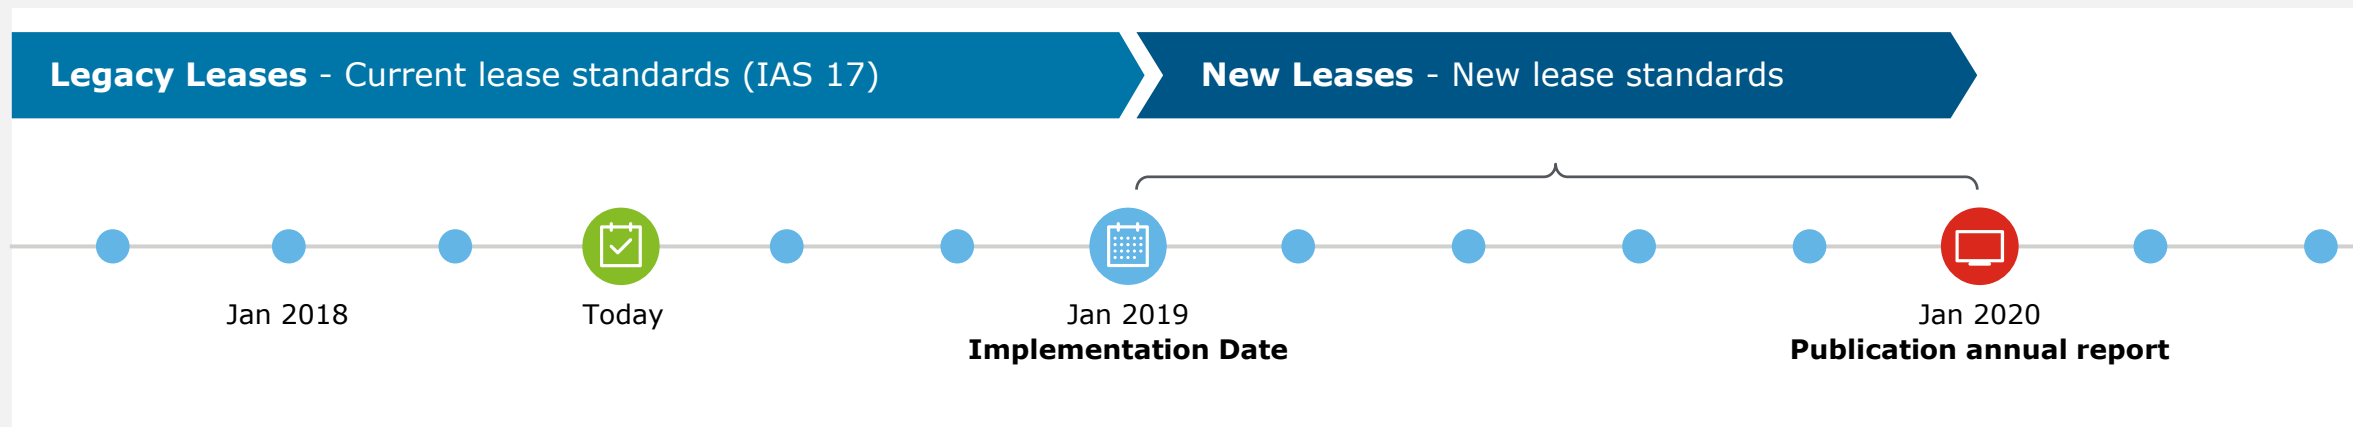 Legacy Leases - Current lease standards (IAS 17)
New Leases - New lease standards
Jan 2018
Today
Jan 2019
Implementation Date
Jan 2020
Publication annual report